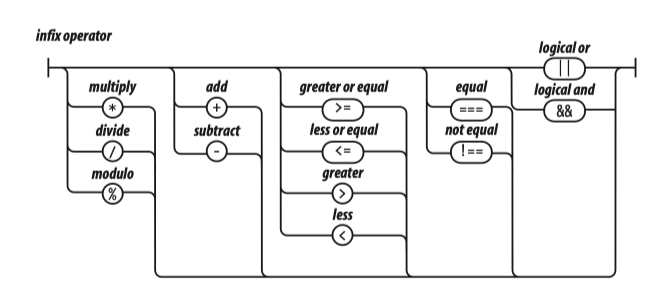 infix operator
multiply
*
divide
/
modulo
%
add
+
subtract
-
greater or equal
>=
less or equal
<=
greater
>
less
<
equal
===
not equal
!==
logical or
||
logical and
&&